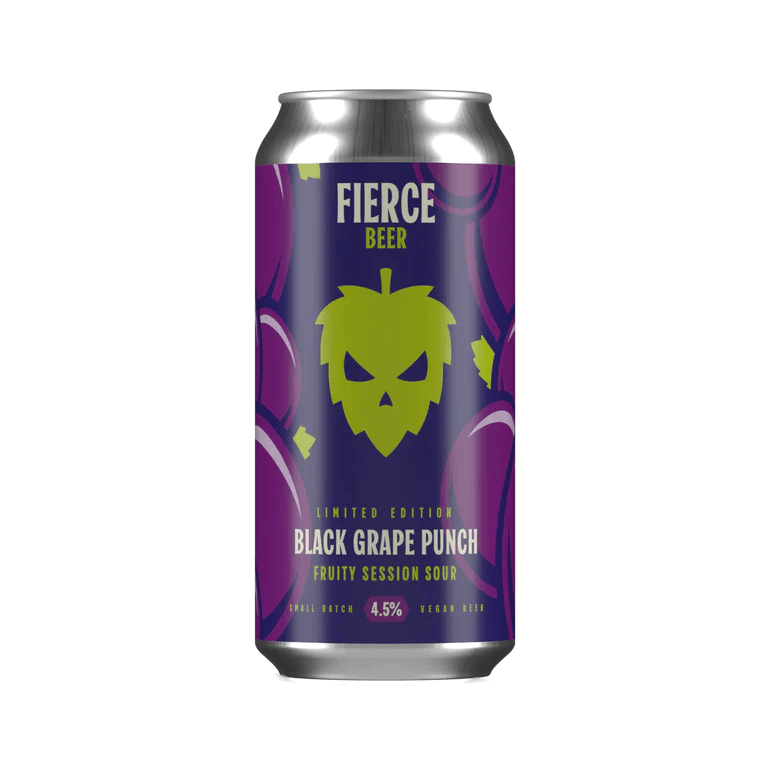 FIERCE
BEER
LIMITED EDITION
BLACK GRAPE PUNCH
FRUITY SESSION SOUR
SMALL BATCH 4.5% VEGAN BEER